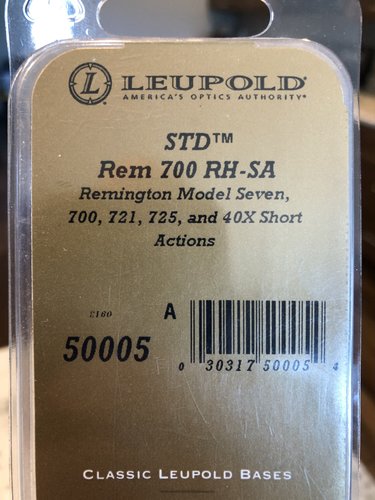 L LEUPOLD®
AMERICA'S OPTICS AUTHORITY®
STD™
Rem 700 RH-SA
Remington Model Seven,
700, 721, 725, and 40X Short
Actions
A
50005
0 30317 50005 4
CLASSIC LEUPOLD BASES